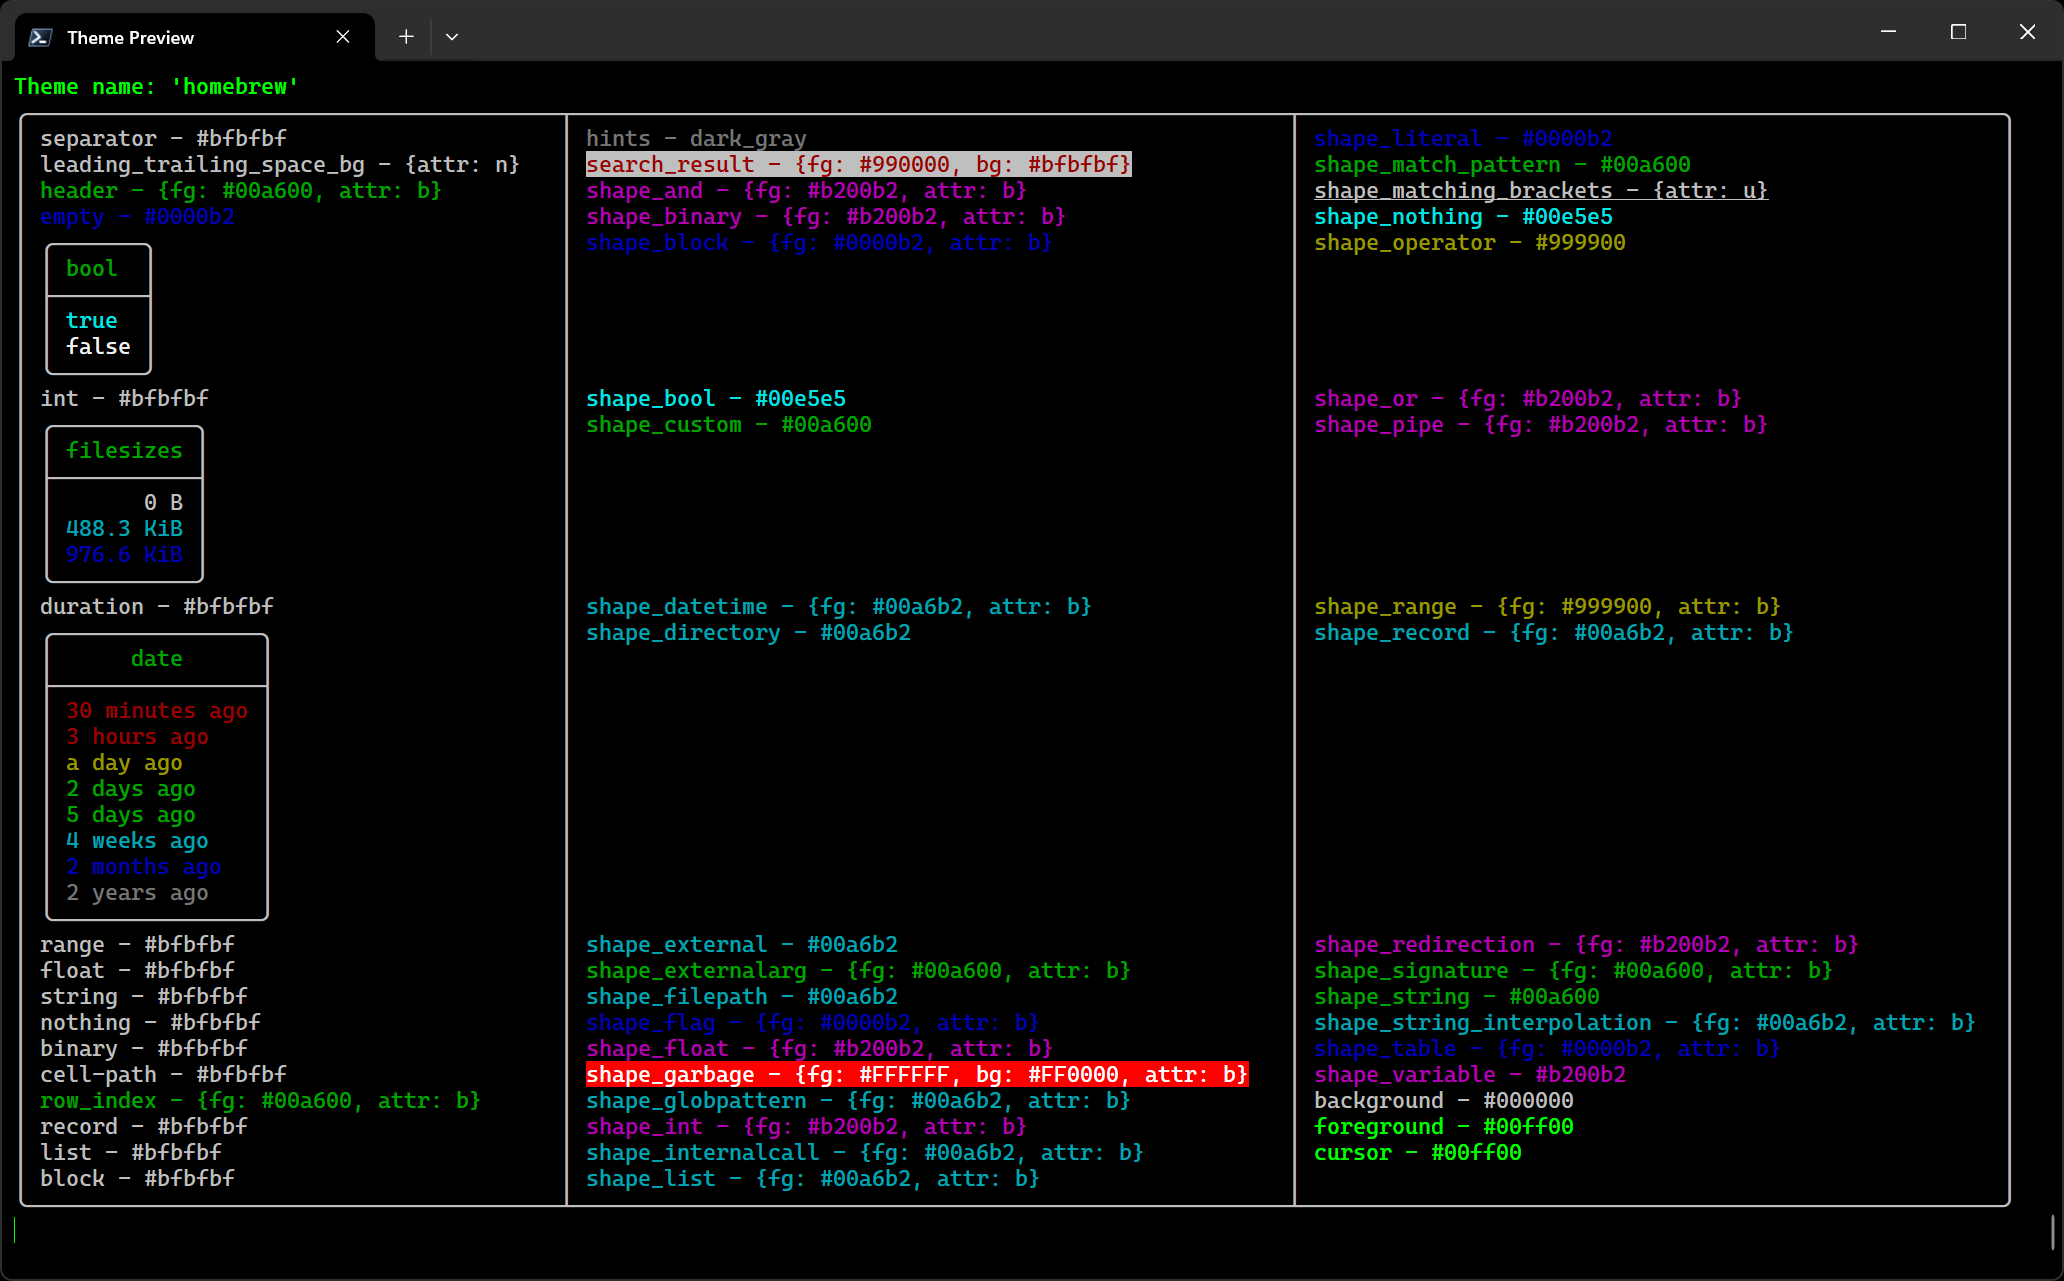 Theme Preview
Theme name: 'homebrew'
separator - #bfbfbf
leading_trailing_space_bg - {attr: n}
header - {fg: #00a600, attr: b}
empty - #0000b2
bool
true
false
int - #bfbfbf
filesizes
0 B
488.3 KiB
976.6 KiB
duration - #bfbfbf
date
30 minutes ago
3 hours ago
a day ago
2 days ago
5 days ago
4 weeks ago
2 months ago
2 years ago
range - #bfbfbf
float - #bfbfbf
string - #bfbfbf
nothing - #bfbfbf
binary - #bfbfbf
cell-path - #bfbfbf
row_index - {fg: #00a600, attr: b}
record - #bfbfbf
list - #bfbfbf
block - #bfbfbf
hints - dark_gray
search_result - {fg: #990000, bg: #bfbfbf}
shape_and - {fg: #b200b2, attr: b}
shape_binary - {fg: #b200b2, attr: b}
shape_block - {fg: #0000b2, attr: b}
shape_bool - #00e5e5
shape_custom - #00a600
shape_datetime - {fg: #00a6b2, attr: b}
shape_directory - #00a6b2
shape_external - #00a6b2
shape_externalarg - {fg: #00a600, attr: b}
shape_filepath - #00a6b2
shape_flag - {fg: #0000b2, attr: b}
shape_float - {fg: #b200b2, attr: b}
shape_garbage - {fg: #FFFFFF, bg: #FF0000, attr: b}
shape_globpattern - {fg: #00a6b2, attr: b}
shape_int - {fg: #b200b2, attr: b}
shape_internalcall - {fg: #00a6b2, attr: b}
shape_list - {fg: #00a6b2, attr: b}
shape_literal - #0000b2
shape_match_pattern - #00a600
shape_matching_brackets - {attr: u}
shape_nothing - #00e5e5
shape_operator - #999900
shape_or - {fg: #b200b2, attr: b}
shape_pipe - {fg: #b200b2, attr: b}
shape_range - {fg: #999900, attr: b}
shape_record - {fg: #00a6b2, attr: b}
shape_redirection - {fg: #b200b2, attr: b}
shape_signature - {fg: #00a600, attr: b}
shape_string - #00a600
shape_string_interpolation - {fg: #00a6b2, attr: b}
shape_table - {fg: #0000b2, attr: b}
shape_variable - #b200b2
background - #000000
foreground - #00ff00
cursor - #00ff00